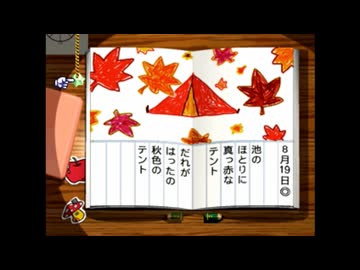 8月19日◎
池の
ほとりに
真っ赤な
テント
だれが
はったの
秋色の
テント